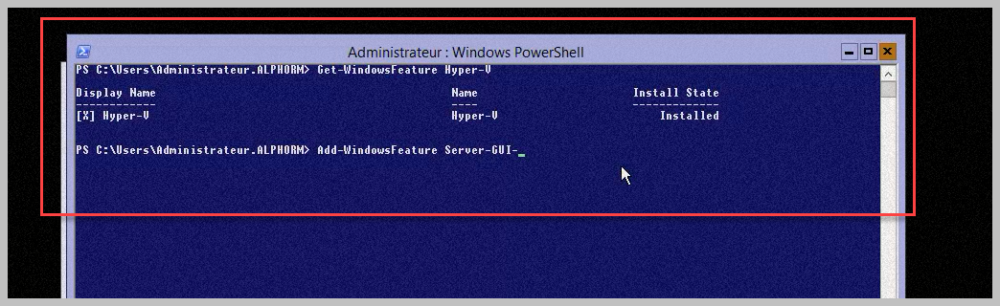 Administrateur : Windows PowerShell
PS C:\Users\Administrateur.ALPHORM> Get-WindowsFeature Hyper-V
Display Name Name Install State
------------ ---- -------------
[X] Hyper-V Hyper-V Installed
PS C:\Users\Administrateur.ALPHORM> Add-WindowsFeature Server-GUI-_